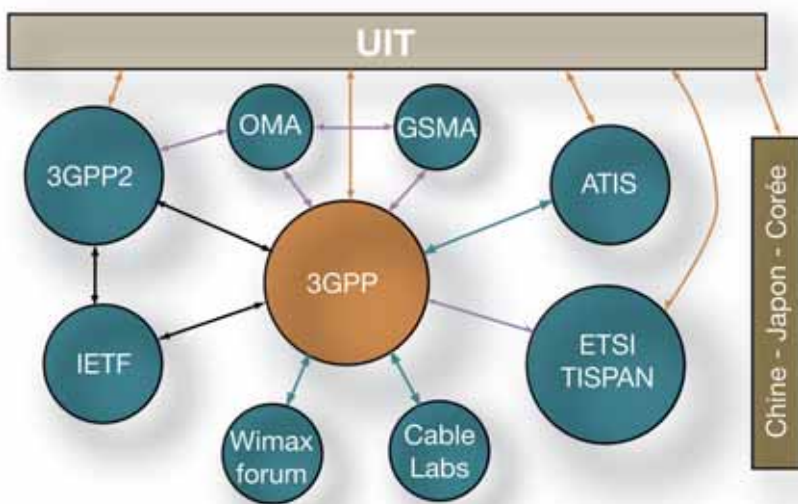 UIT
OMA
GSMA
3GPP2
ATIS
3GPP
IETF
ETSI
TISPAN
Wimax
forum
Cable
Labs
Chine - Japon - Corée